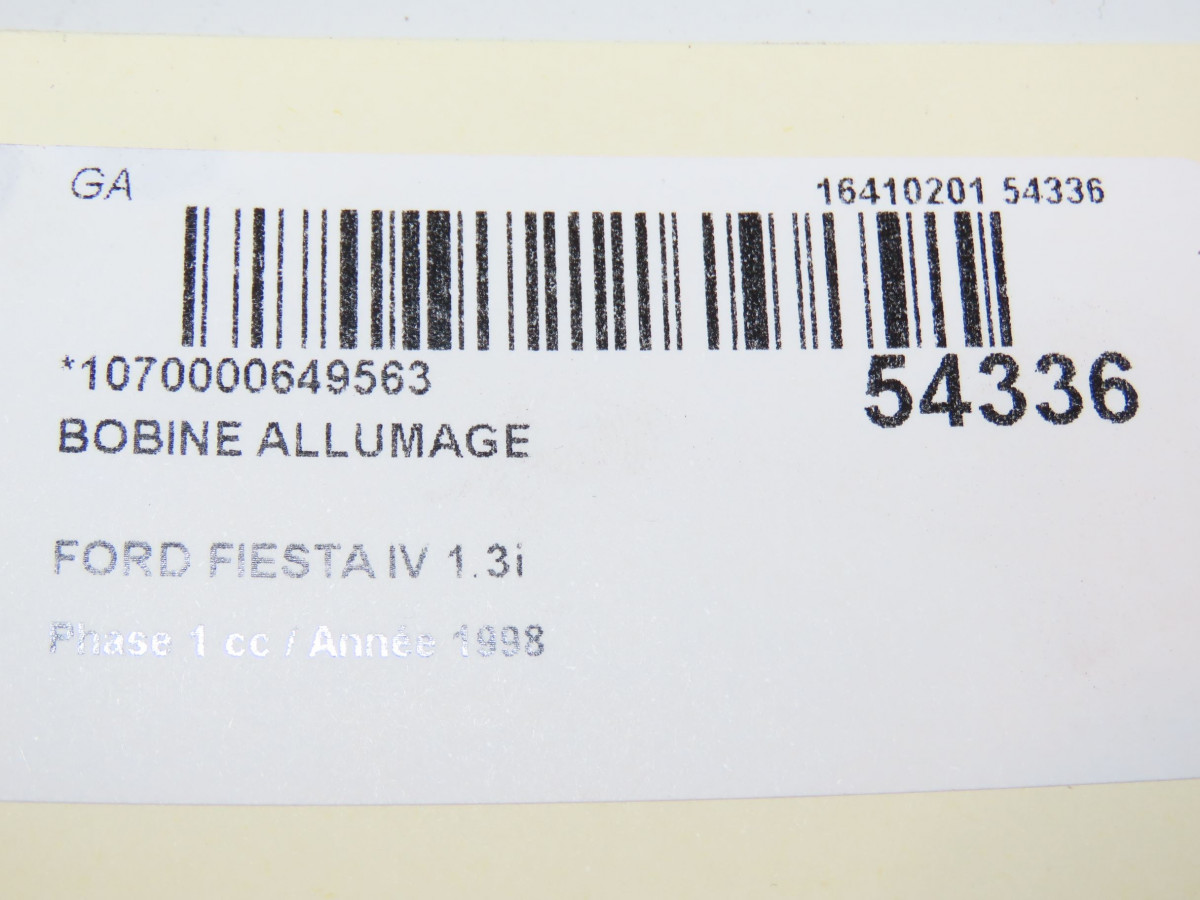 GA
16410201 54336
*1070000649563
54336
BOBINE ALLUMAGE
FORD FIESTA IV 1.3i
Phase 1 cc / Année 1998